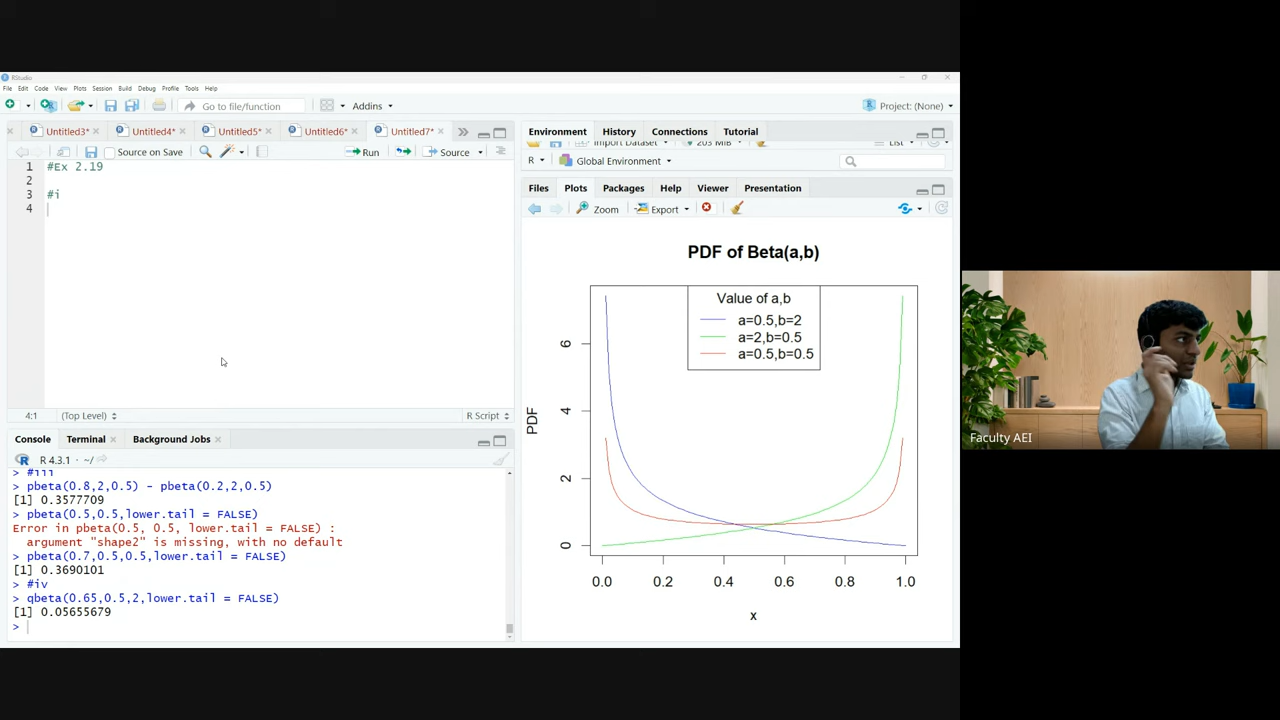 RStudio
File Edit Code View Plots Session Build Debug Profile Tools Help
Go to file/function
Addins
Project: (None)
Untitled3* Untitled4* Untitled5* Untitled6* Untitled7*
Source on Save
Run
Source
1 #Ex 2.19
2
3 #i
4
4:1 (Top Level) R Script
Console Terminal Background Jobs
R 4.3.1 · ~/
> #iii
> pbeta(0.8,2,0.5) - pbeta(0.2,2,0.5)
[1] 0.3577709
> pbeta(0.5,0.5,lower.tail = FALSE)
Error in pbeta(0.5, 0.5, lower.tail = FALSE) :
argument "shape2" is missing, with no default
> pbeta(0.7,0.5,0.5,lower.tail = FALSE)
[1] 0.3690101
> #iv
> qbeta(0.65,0.5,2,lower.tail = FALSE)
[1] 0.05655679
>
Environment History Connections Tutorial
Import Dataset 203 MiB List
R Global Environment
Files Plots Packages Help Viewer Presentation
Zoom Export
PDF of Beta(a,b)
Value of a,b
a=0.5,b=2
a=2,b=0.5
a=0.5,b=0.5
PDF
6
4
2
0
0.0 0.2 0.4 0.6 0.8 1.0
x
Faculty AEI